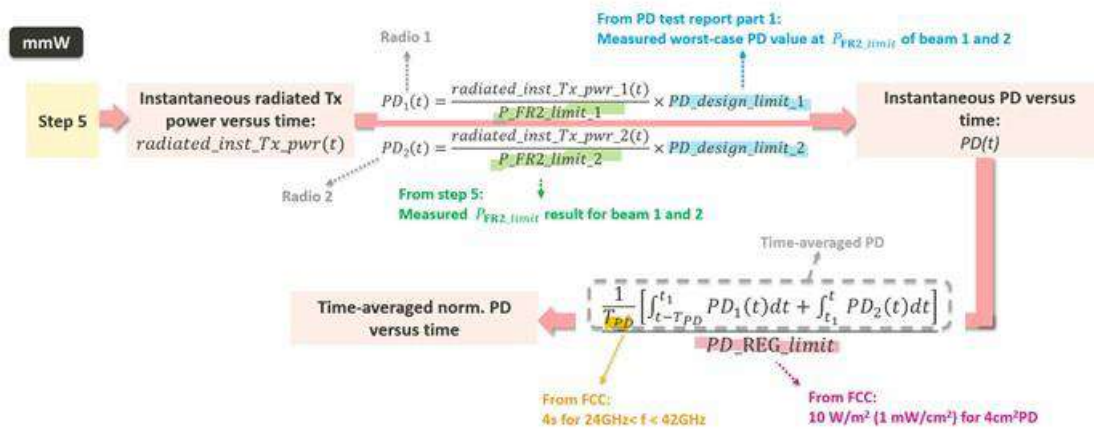 mmW
From PD test report part 1:
Measured worst-case PD value at P_FR2_limit of beam 1 and 2
Radio 1
Step 5
Instantaneous radiated Tx
power versus time:
radiated_inst_Tx_pwr(t)
PD₁(t) = radiated_inst_Tx_pwr_1(t) / P_FR2_limit_1 × PD_design_limit_1
PD₂(t) = radiated_inst_Tx_pwr_2(t) / P_FR2_limit_2 × PD_design_limit_2
Instantaneous PD versus
time:
PD(t)
Radio 2
From step 5:
Measured P_FR2_limit result for beam 1 and 2
Time-averaged PD
Time-averaged norm. PD
versus time
1/T_PD [∫_{t−T_PD}^{t₁} PD₁(t)dt + ∫_{t₁}^{t} PD₂(t)dt]
PD_REG_limit
From FCC:
4s for 24GHz< f < 42GHz
From FCC:
10 W/m² (1 mW/cm²) for 4cm²PD